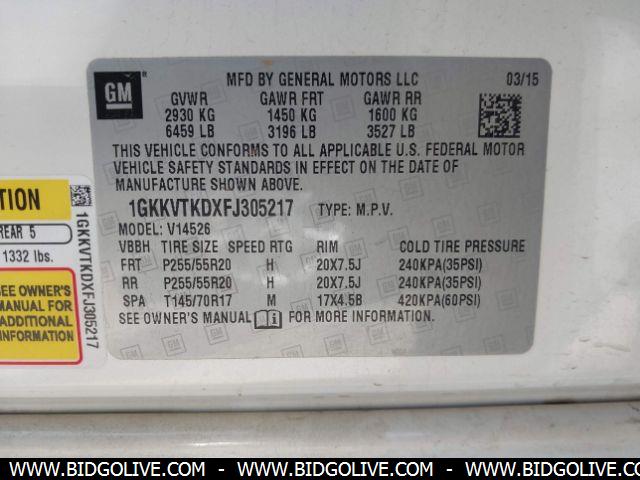 GM
MFD BY GENERAL MOTORS LLC 03/15
GVWR GAWR FRT GAWR RR
2930 KG 1450 KG 1600 KG
6459 LB 3196 LB 3527 LB
THIS VEHICLE CONFORMS TO ALL APPLICABLE U.S. FEDERAL MOTOR
VEHICLE SAFETY STANDARDS IN EFFECT ON THE DATE OF
MANUFACTURE SHOWN ABOVE.
1GKKVTKDXFJ305217 TYPE: M.P.V.
MODEL: V14526
VBBH TIRE SIZE SPEED RTG RIM COLD TIRE PRESSURE
FRT P255/55R20 H 20X7.5J 240KPA(35PSI)
RR P255/55R20 H 20X7.5J 240KPA(35PSI)
SPA T145/70R17 M 17X4.5B 420KPA(60PSI)
SEE OWNER'S MANUAL FOR MORE INFORMATION.
TION
REAR 5
1332 lbs.
SEE OWNER'S
MANUAL FOR
ADDITIONAL
INFORMATION
1GKKVTKDXFJ305217
WWW.BIDGOLIVE.COM - WWW.BIDGOLIVE.COM - WWW.BIDGOLIVE.COM